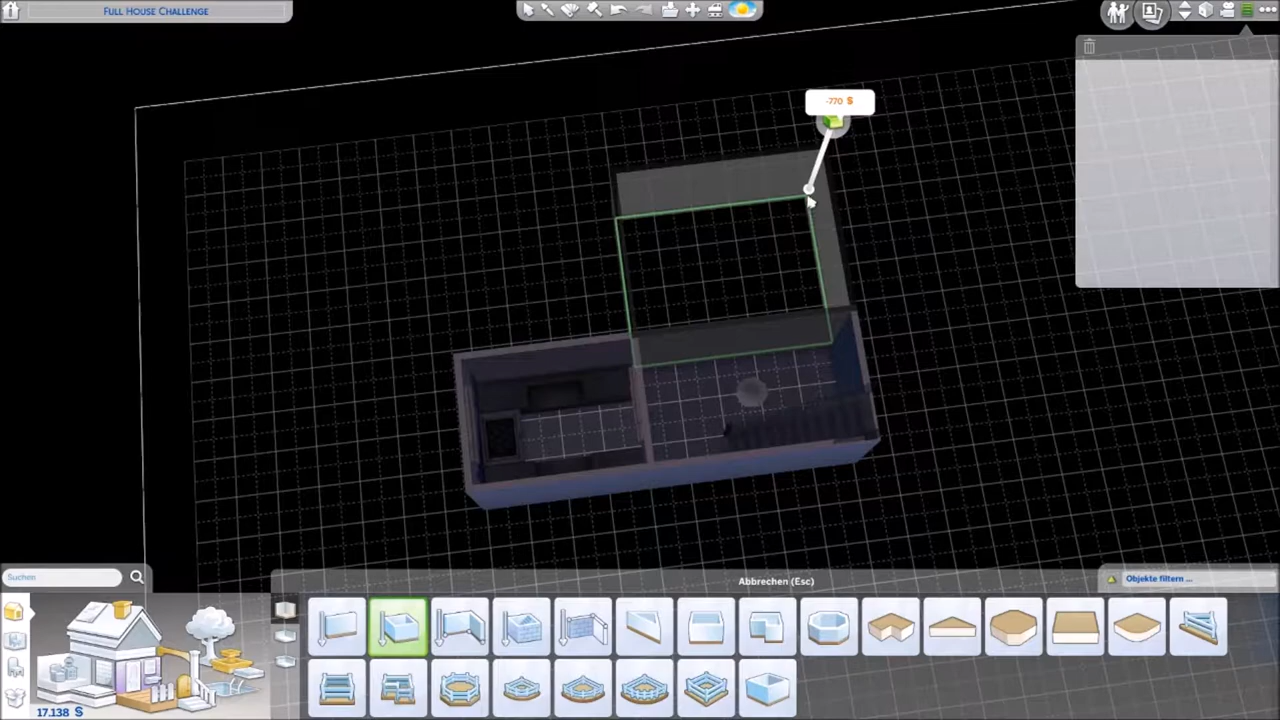 FULL HOUSE CHALLENGE
-770 $
Abbrechen (Esc)
Suchen
Objekte filtern ...
17.138 $